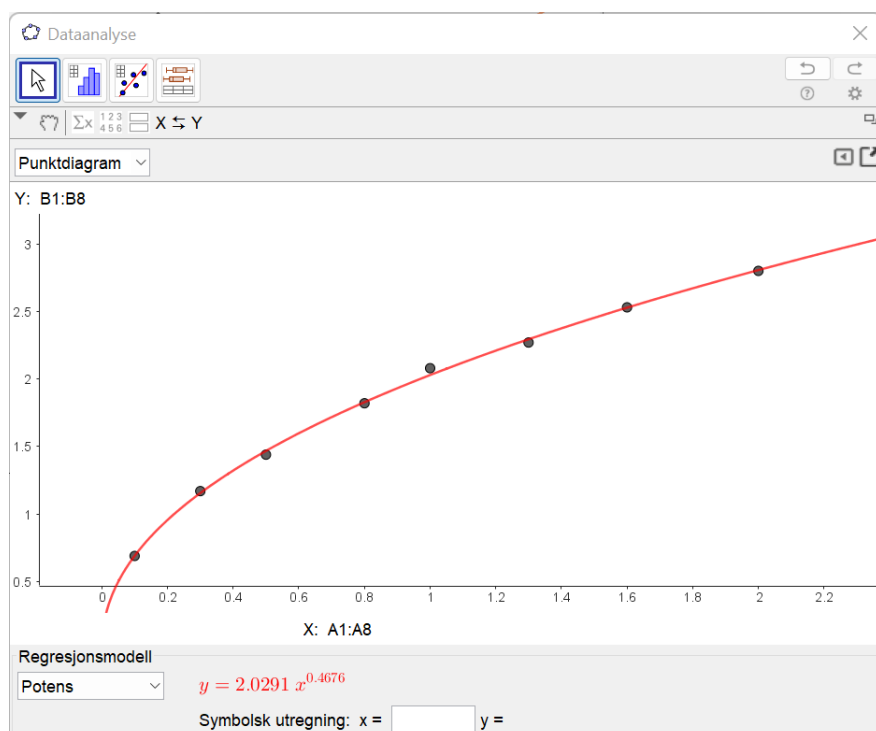 Dataanalyse
Σx 1 2 3 4 5 6 X ⇆ Y
Punktdiagram
Y: B1:B8
3
2.5
2
1.5
1
0.5
0 0.2 0.4 0.6 0.8 1 1.2 1.4 1.6 1.8 2 2.2
X: A1:A8
Regresjonsmodell
Potens y = 2.0291 x^0.4676
Symbolsk utregning: x = y =